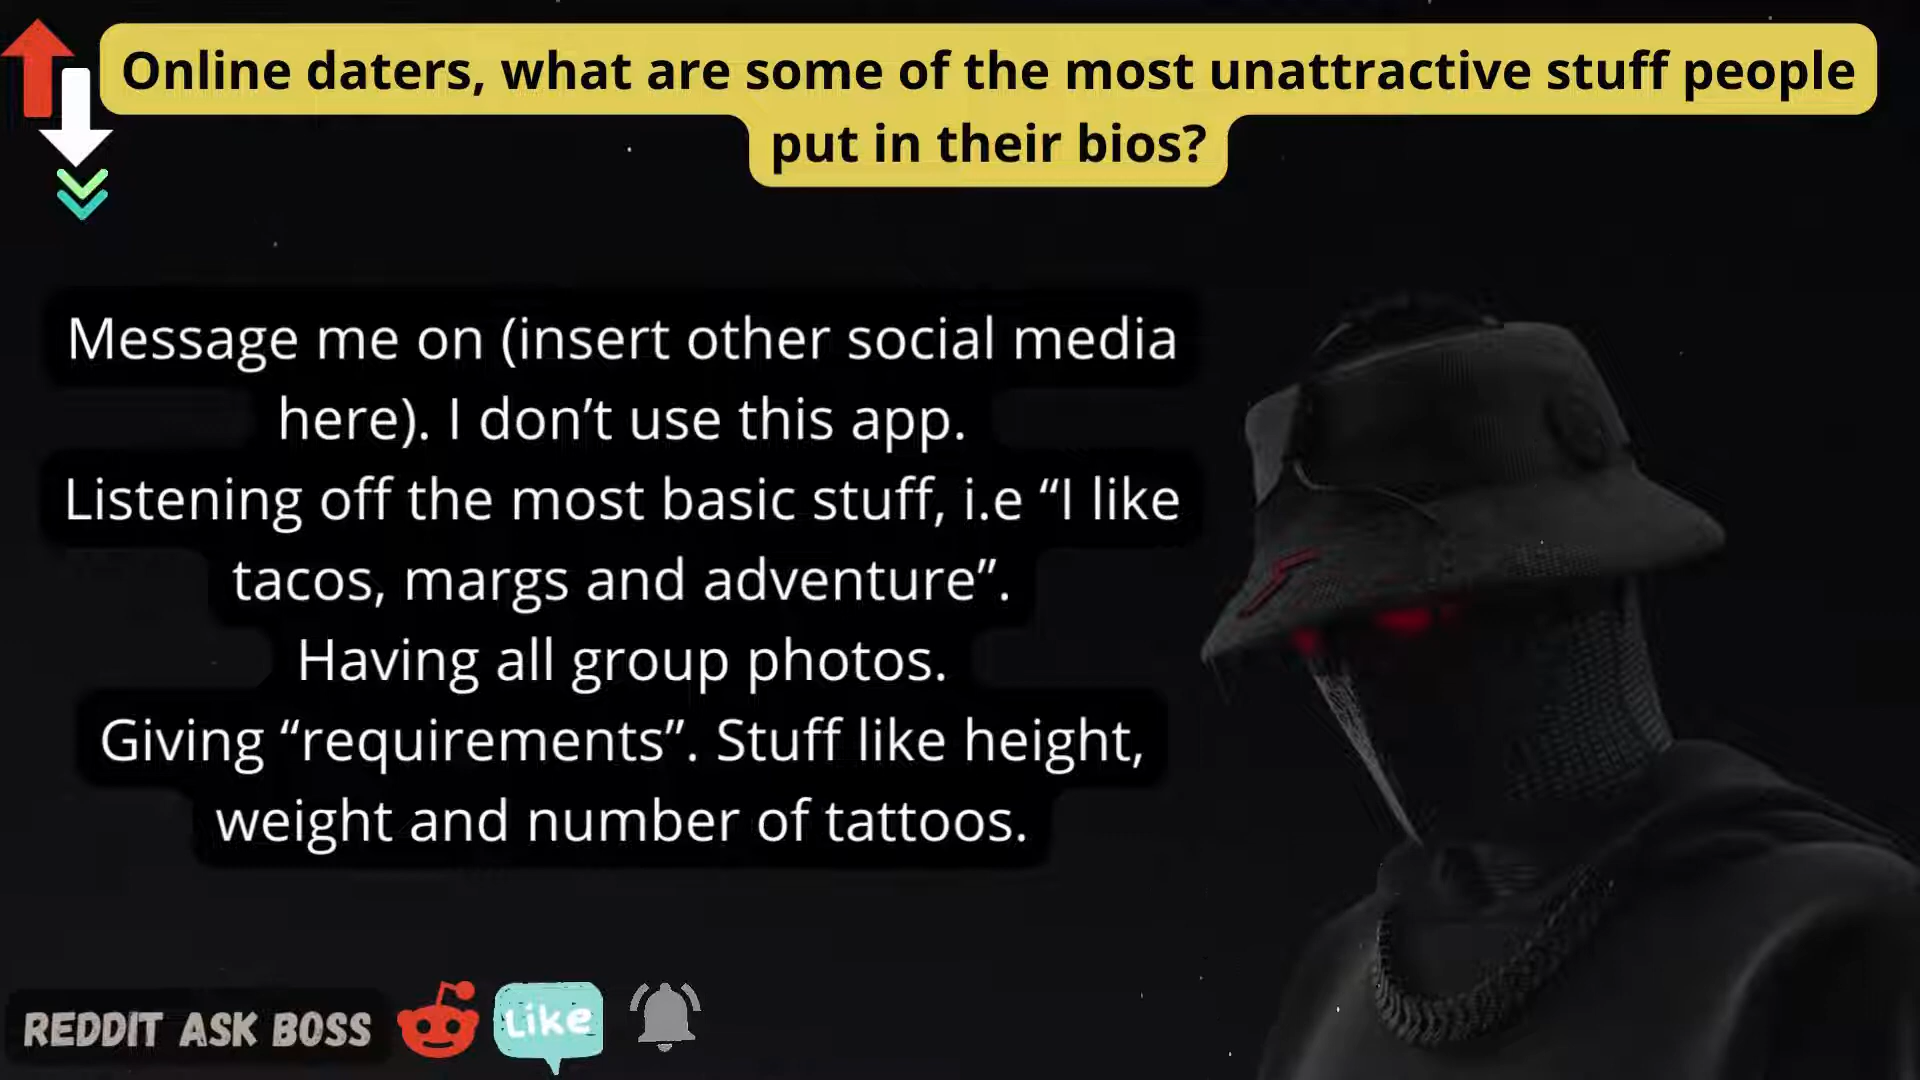 Online daters, what are some of the most unattractive stuff people
put in their bios?
Message me on (insert other social media
here). I don’t use this app.
Listening off the most basic stuff, i.e “I like
tacos, margs and adventure”.
Having all group photos.
Giving “requirements”. Stuff like height,
weight and number of tattoos.
REDDIT ASK BOSS
Like